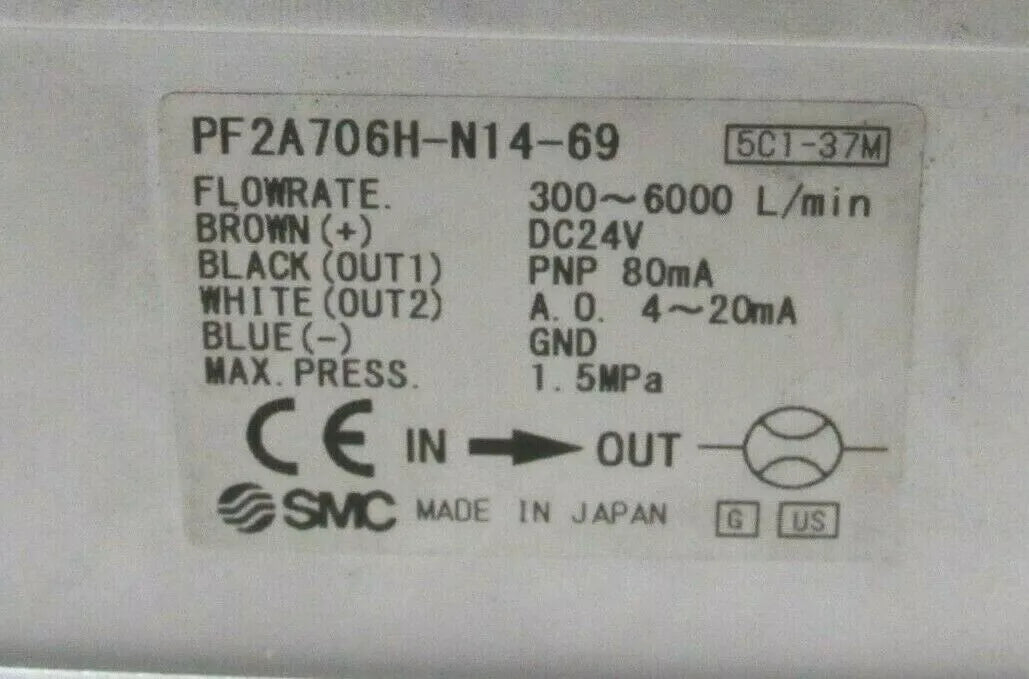 PF2A706H-N14-69 5C1-37M
FLOWRATE. 300~6000 L/min
BROWN(+) DC24V
BLACK(OUT1) PNP 80mA
WHITE(OUT2) A.O. 4~20mA
BLUE(-) GND
MAX.PRESS. 1.5MPa
CE IN OUT
SMC MADE IN JAPAN G US